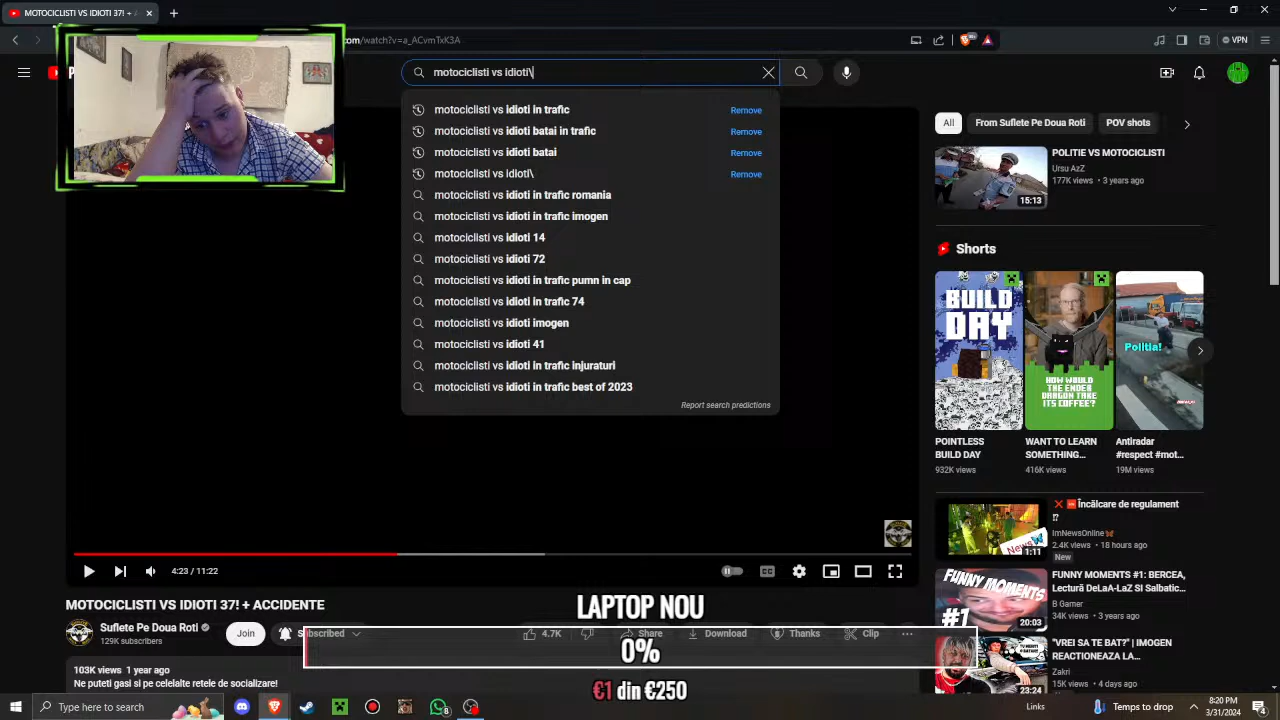 MOTOCICLISTI VS IDIOTI 37! + A
om/watch?v=a_ACvmTxK3A
VPN
motociclisti vs idioti\
motociclisti vs idioti in trafic Remove
motociclisti vs idioti batai in trafic Remove
motociclisti vs idioti batai Remove
motociclisti vs idioti\ Remove
motociclisti vs idioti in trafic romania
motociclisti vs idioti in trafic imogen
motociclisti vs idioti 14
motociclisti vs idioti 72
motociclisti vs idioti in trafic pumn in cap
motociclisti vs idioti in trafic 74
motociclisti vs idioti imogen
motociclisti vs idioti 41
motociclisti vs idioti in trafic injuraturi
motociclisti vs idioti in trafic best of 2023
Report search predictions
All From Suflete Pe Doua Roti POV shots
POLITIE VS MOTOCICLISTI
Ursu AzZ
177K views • 3 years ago
15:13
Shorts
BUILD
DAY
HOW WOULD
THE ENDER
DRAGON TAKE
ITS COFFEE?
Politia!
POINTLESS
BUILD DAY
932K views
WANT TO LEARN
SOMETHING...
416K views
Antiradar
#respect #mot...
19M views
Încălcare de regulament
!?
ImNewsOnline
2.4K views • 18 hours ago
New
News
1:11
FUNNY MOMENTS
#1
20:03
FUNNY MOMENTS #1: BERCEA,
Lectură DeLaA-LaZ SI Salbatic...
B Gamer
34K views • 3 years ago
"VREI SA TE BAT?" | IMOGEN
REACTIONEAZA LA...
Zakri
15K views • 3 months ago
23:24
4:23 / 11:22
CC
MOTOCICLISTI VS IDIOTI 37! + ACCIDENTE
Suflete Pe Doua Roti
129K subscribers
Join
Subscribed
4.7K Share Download Thanks Clip
103K views 1 year ago
Ne puteti gasi si pe celelalte retele de socializare!
LAPTOP NOU
0%
€1 din €250
Type here to search
8
Links
Temps to drop
8:20 PM
3/31/2024
4